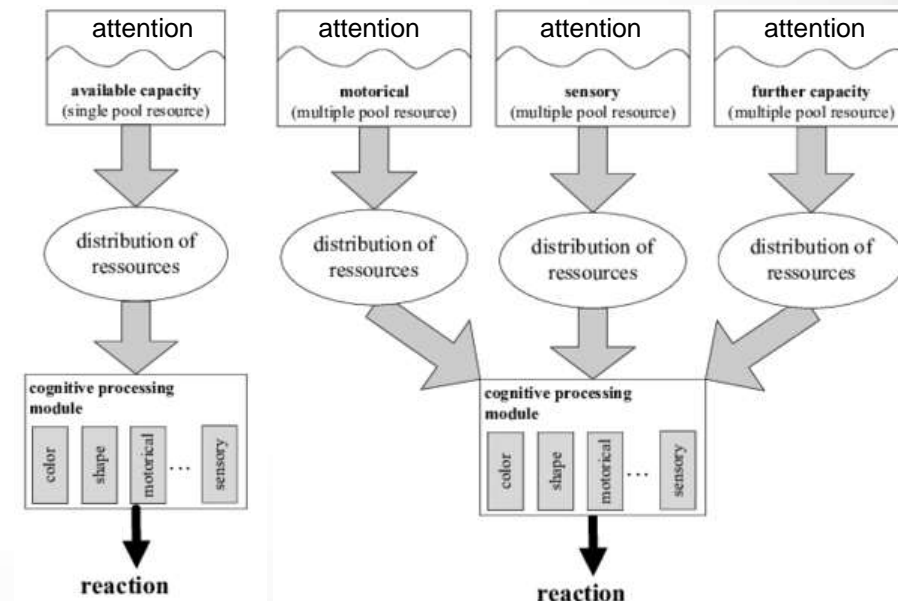 attention
available capacity
(single pool resource)
distribution of
ressources
cognitive processing
module
color
shape
motorical
...
sensory
reaction
attention
motorical
(multiple pool resource)
attention
sensory
(multiple pool resource)
attention
further capacity
(multiple pool resource)
distribution of
ressources
distribution of
ressources
distribution of
ressources
cognitive processing
module
color
shape
motorical
...
sensory
reaction